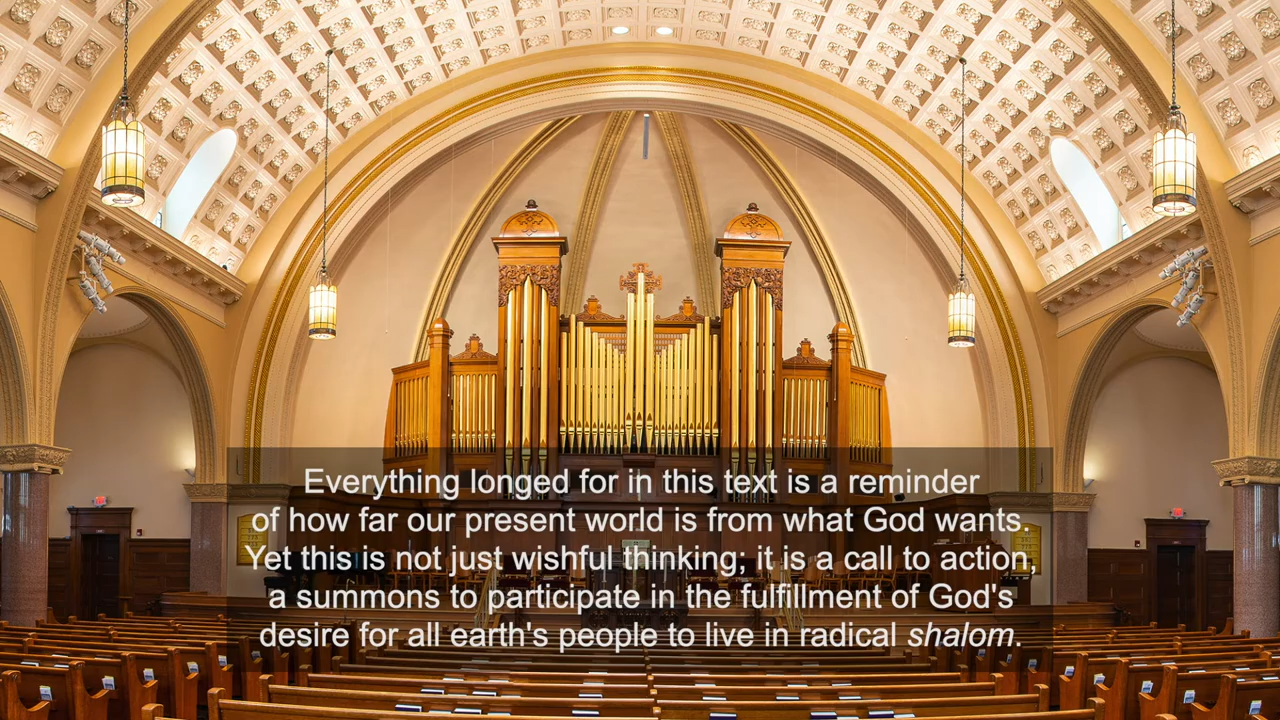 Everything longed for in this text is a reminder
of how far our present world is from what God wants.
Yet this is not just wishful thinking; it is a call to action,
a summons to participate in the fulfillment of God's
desire for all earth's people to live in radical shalom.